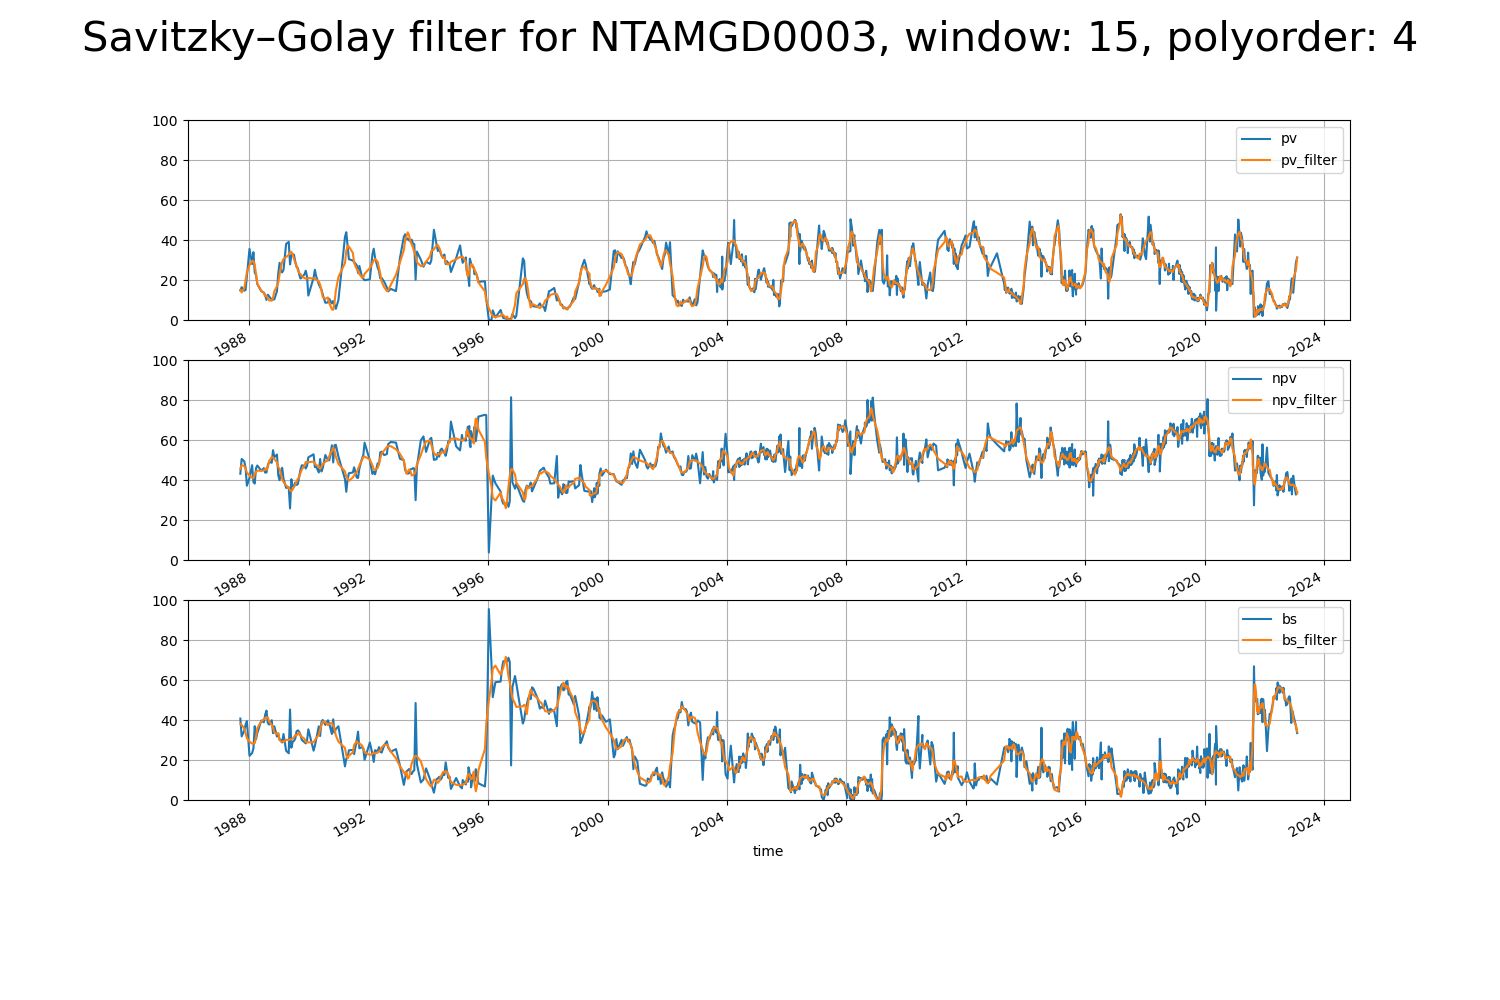 Savitzky–Golay filter for NTAMGD0003, window: 15, polyorder: 4
100
80
60
40
20
0
pv
pv_filter
1988 1992 1996 2000 2004 2008 2012 2016 2020 2024
100
80
60
40
20
0
npv
npv_filter
1988 1992 1996 2000 2004 2008 2012 2016 2020 2024
100
80
60
40
20
0
bs
bs_filter
1988 1992 1996 2000 2004 2008 2012 2016 2020 2024
time